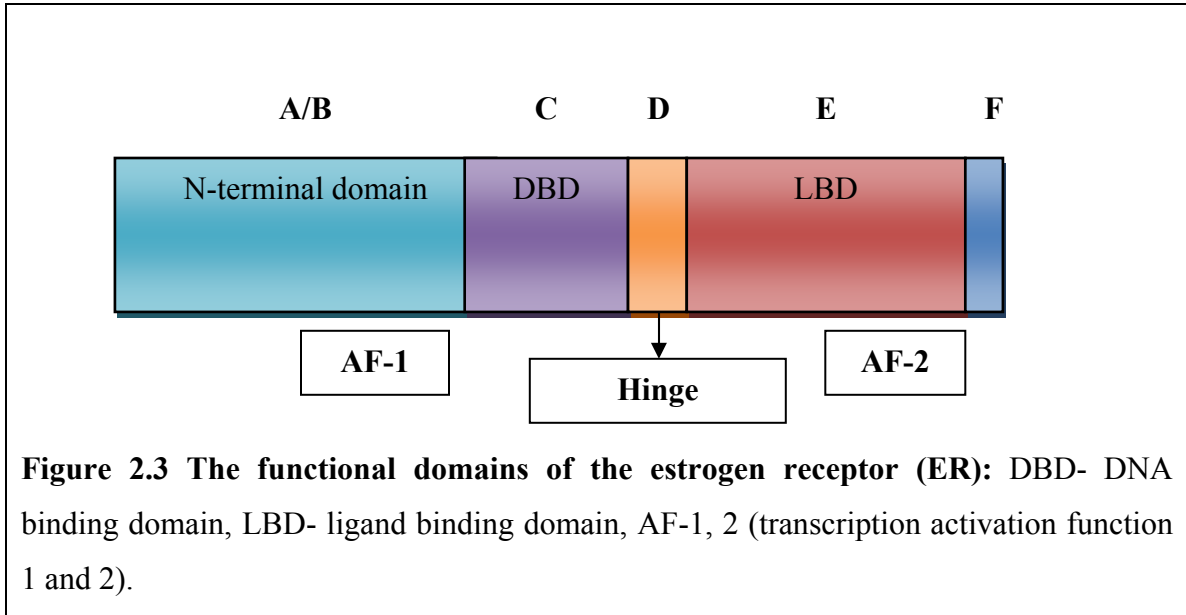 A/B C D E F
N-terminal domain DBD LBD
AF-1 Hinge AF-2
Figure 2.3 The functional domains of the estrogen receptor (ER): DBD- DNA
binding domain, LBD- ligand binding domain, AF-1, 2 (transcription activation function
1 and 2).